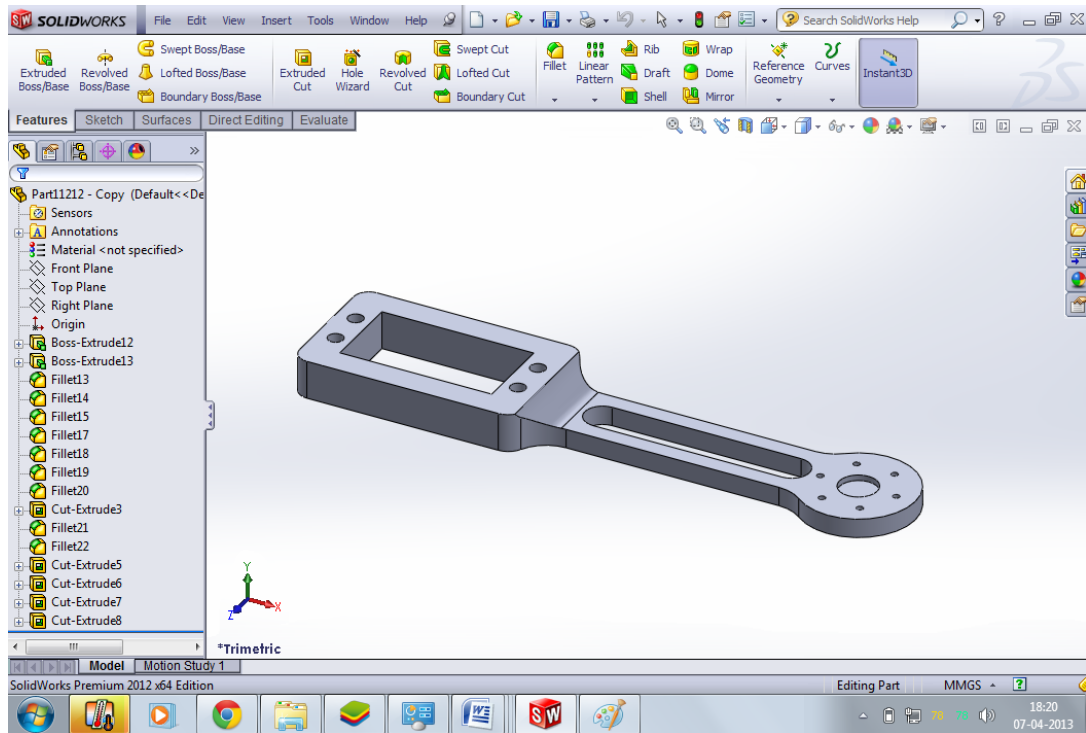 SOLIDWORKS File Edit View Insert Tools Window Help Search SolidWorks Help
Extruded Boss/Base
Revolved Boss/Base
Swept Boss/Base
Lofted Boss/Base
Boundary Boss/Base
Extruded Cut
Hole Wizard
Revolved Cut
Swept Cut
Lofted Cut
Boundary Cut
Fillet
Linear Pattern
Rib
Draft
Shell
Wrap
Dome
Mirror
Reference Geometry
Curves
Instant3D
Features Sketch Surfaces Direct Editing Evaluate
Part11212 - Copy (Default<<De
Sensors
Annotations
Material <not specified>
Front Plane
Top Plane
Right Plane
Origin
Boss-Extrude12
Boss-Extrude13
Fillet13
Fillet14
Fillet15
Fillet17
Fillet18
Fillet19
Fillet20
Cut-Extrude3
Fillet21
Fillet22
Cut-Extrude5
Cut-Extrude6
Cut-Extrude7
Cut-Extrude8
Y
X
Z
*Trimetric
Model Motion Study 1
SolidWorks Premium 2012 x64 Edition Editing Part MMGS
78
18:20
07-04-2013